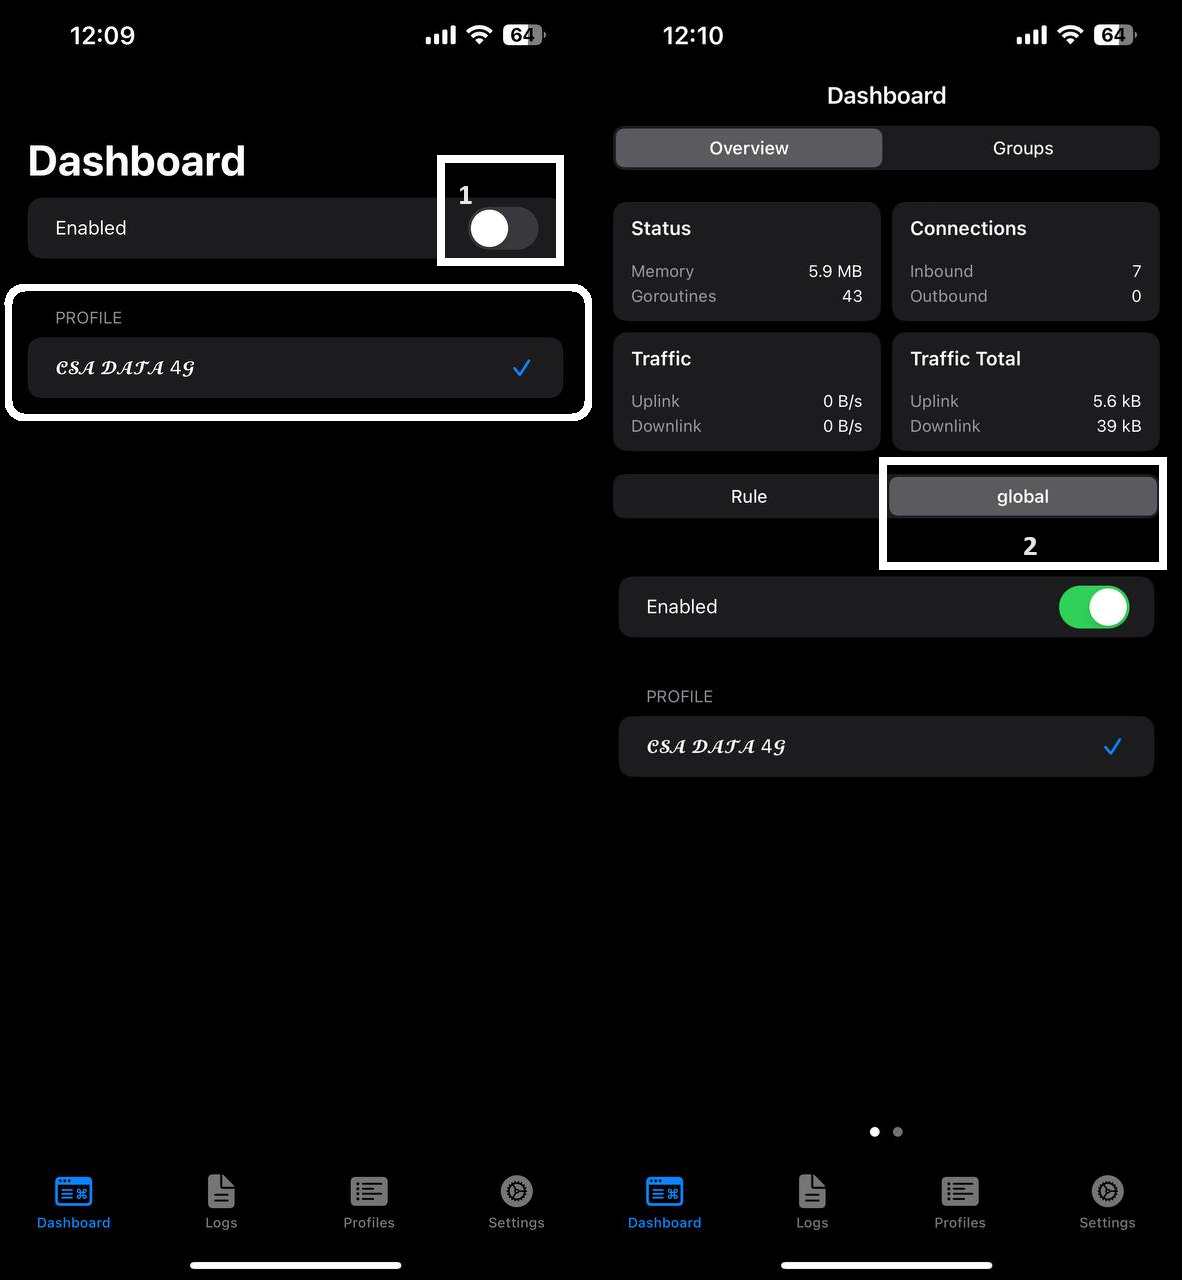 12:09
64
Dashboard
1
Enabled
PROFILE
𝓒𝓢𝓐 𝓓𝓐𝓣𝓐 4𝓖
Dashboard
Logs
Profiles
Settings
12:10
64
Dashboard
Overview
Groups
Status
Memory 5.9 MB
Goroutines 43
Connections
Inbound 7
Outbound 0
Traffic
Uplink 0 B/s
Downlink 0 B/s
Traffic Total
Uplink 5.6 kB
Downlink 39 kB
Rule
global
2
Enabled
PROFILE
𝓒𝓢𝓐 𝓓𝓐𝓣𝓐 4𝓖
Dashboard
Logs
Profiles
Settings